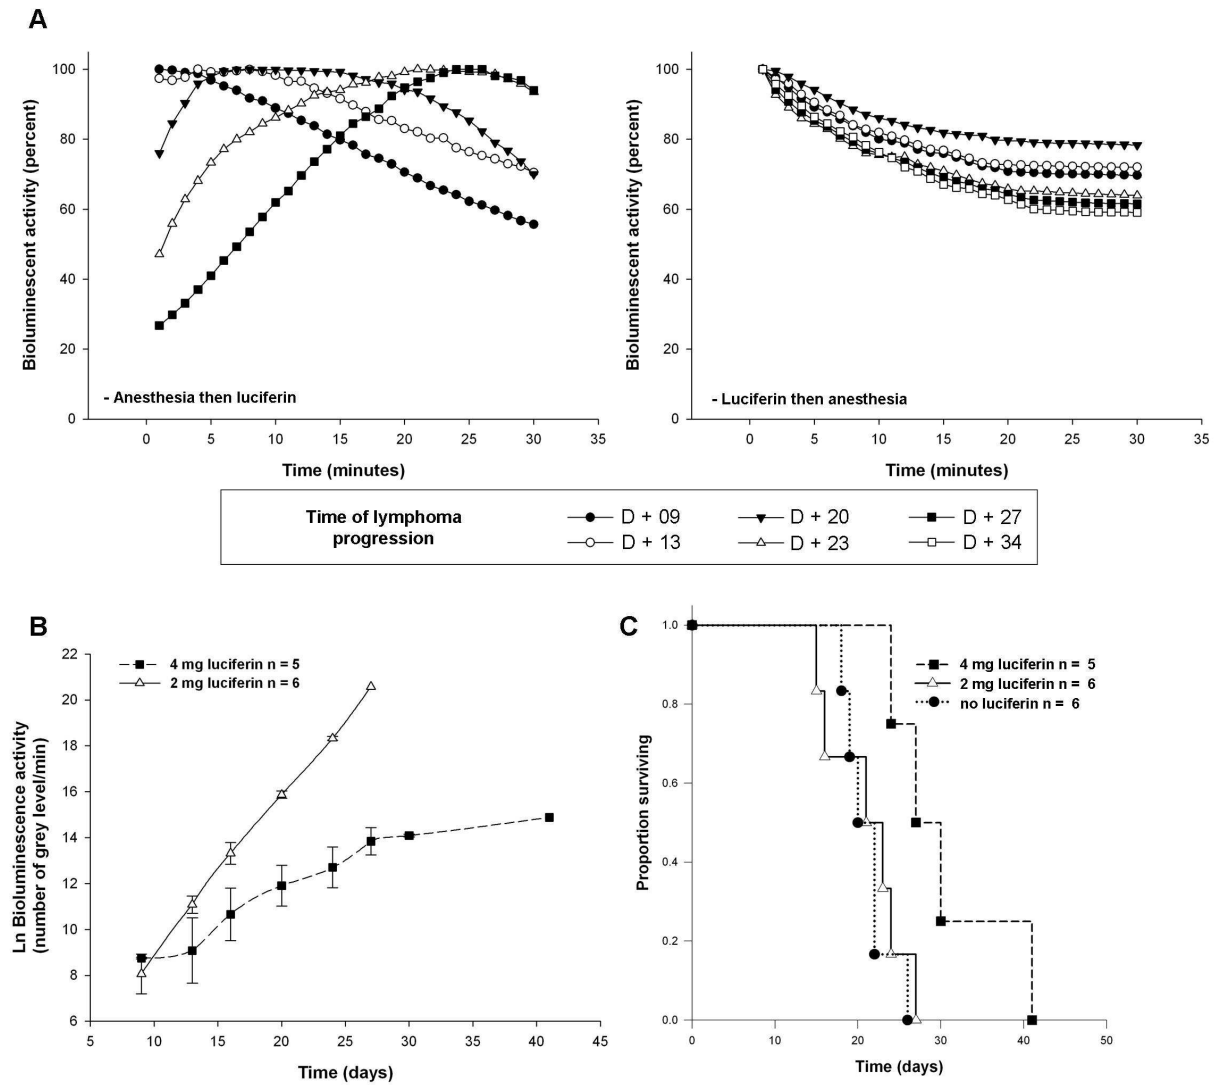 A
Bioluminescent activity (percent)
100
80
60
40
20
0
- Anesthesia then luciferin
0 5 10 15 20 25 30 35
Time (minutes)
Bioluminescent activity (percent)
100
80
60
40
20
0
- Luciferin then anesthesia
0 5 10 15 20 25 30 35
Time (minutes)
Time of lymphoma
progression
D + 09
D + 13
D + 20
D + 23
D + 27
D + 34
B
Ln Bioluminescence activity
(number of grey level/min)
22
20
18
16
14
12
10
8
6
4 mg luciferin n = 5
2 mg luciferin n = 6
5 10 15 20 25 30 35 40 45
Time (days)
C
Proportion surviving
1.0
0.8
0.6
0.4
0.2
0.0
4 mg luciferin n = 5
2 mg luciferin n = 6
no luciferin n = 6
0 10 20 30 40 50
Time (days)